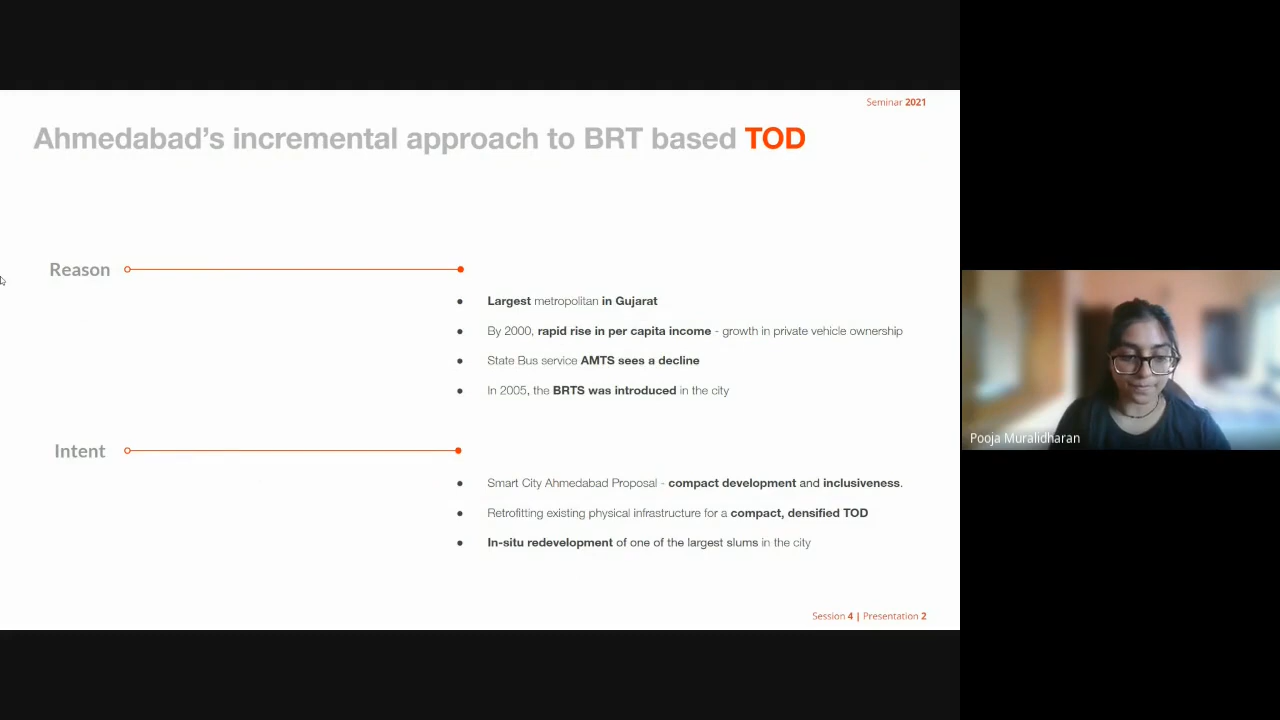 Seminar 2021
Ahmedabad's incremental approach to BRT based TOD
Reason
Largest metropolitan in Gujarat
By 2000, rapid rise in per capita income - growth in private vehicle ownership
State Bus service AMTS sees a decline
In 2005, the BRTS was introduced in the city
Intent
Smart City Ahmedabad Proposal - compact development and inclusiveness.
Retrofitting existing physical infrastructure for a compact, densified TOD
In-situ redevelopment of one of the largest slums in the city
Session 4 | Presentation 2
Pooja Muralidharan